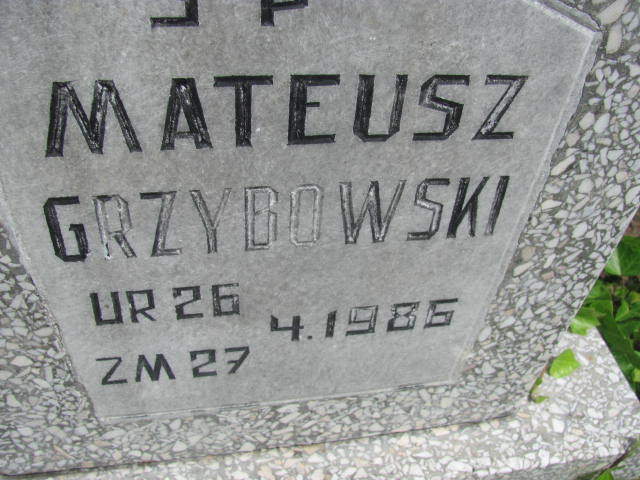 Ś P
MATEUSZ
GRZYBOWSKI
UR 26
4.1986
ZM 27